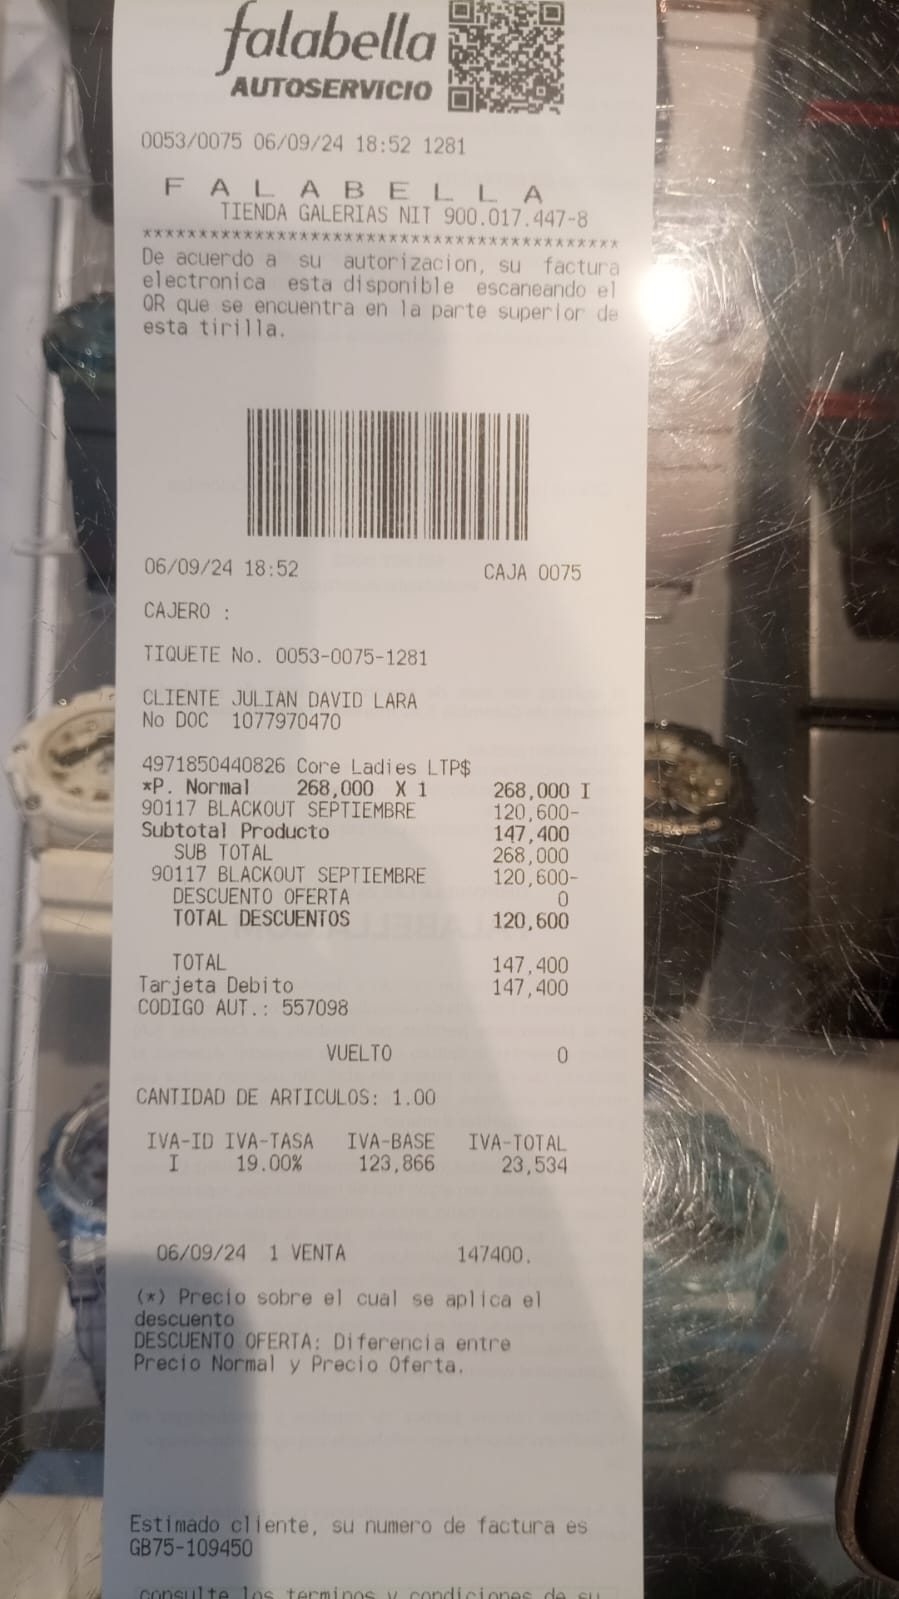 falabella
AUTOSERVICIO
0053/0075 06/09/24 18:52 1281
F A L A B E L L A
TIENDA GALERIAS NIT 900.017.447-8
*******************************************
De acuerdo a su autorizacion, su factura
electronica esta disponible escaneando el
QR que se encuentra en la parte superior de
esta tirilla.
06/09/24 18:52 CAJA 0075
CAJERO :
TIQUETE No. 0053-0075-1281
CLIENTE JULIAN DAVID LARA
No DOC 1077970470
4971850440826 Core Ladies LTP$
*P. Normal 268,000 X 1 268,000 I
90117 BLACKOUT SEPTIEMBRE 120,600-
Subtotal Producto 147,400
SUB TOTAL 268,000
90117 BLACKOUT SEPTIEMBRE 120,600-
DESCUENTO OFERTA 0
TOTAL DESCUENTOS 120,600
TOTAL 147,400
Tarjeta Debito 147,400
CODIGO AUT.: 557098
VUELTO 0
CANTIDAD DE ARTICULOS: 1.00
IVA-ID IVA-TASA IVA-BASE IVA-TOTAL
I 19.00% 123,866 23,534
06/09/24 1 VENTA 147400.
(*) Precio sobre el cual se aplica el
descuento
DESCUENTO OFERTA: Diferencia entre
Precio Normal y Precio Oferta.
Estimado cliente, su numero de factura es
GB75-109450
consulte los terminos y condiciones de su